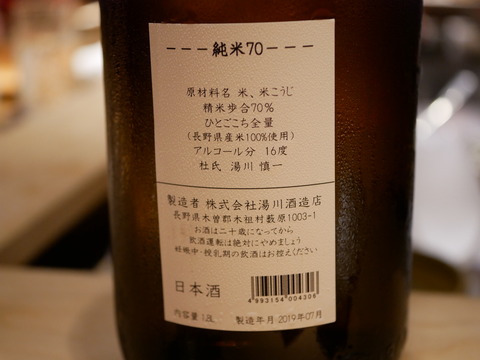 ---純米70---
原材料名 米、米こうじ
精米歩合70%
ひとごこち全量
(長野県産米100%使用)
アルコール分 16度
杜氏 湯川 慎一
製造者 株式会社湯川酒造店
長野県木曽郡木祖村薮原1003-1
お酒は二十歳になってから
飲酒運転は絶対にやめましょう
妊娠中・授乳期の飲酒はお控えください
日本酒
4993154004306
内容量 1.8L 製造年月 2019年07月